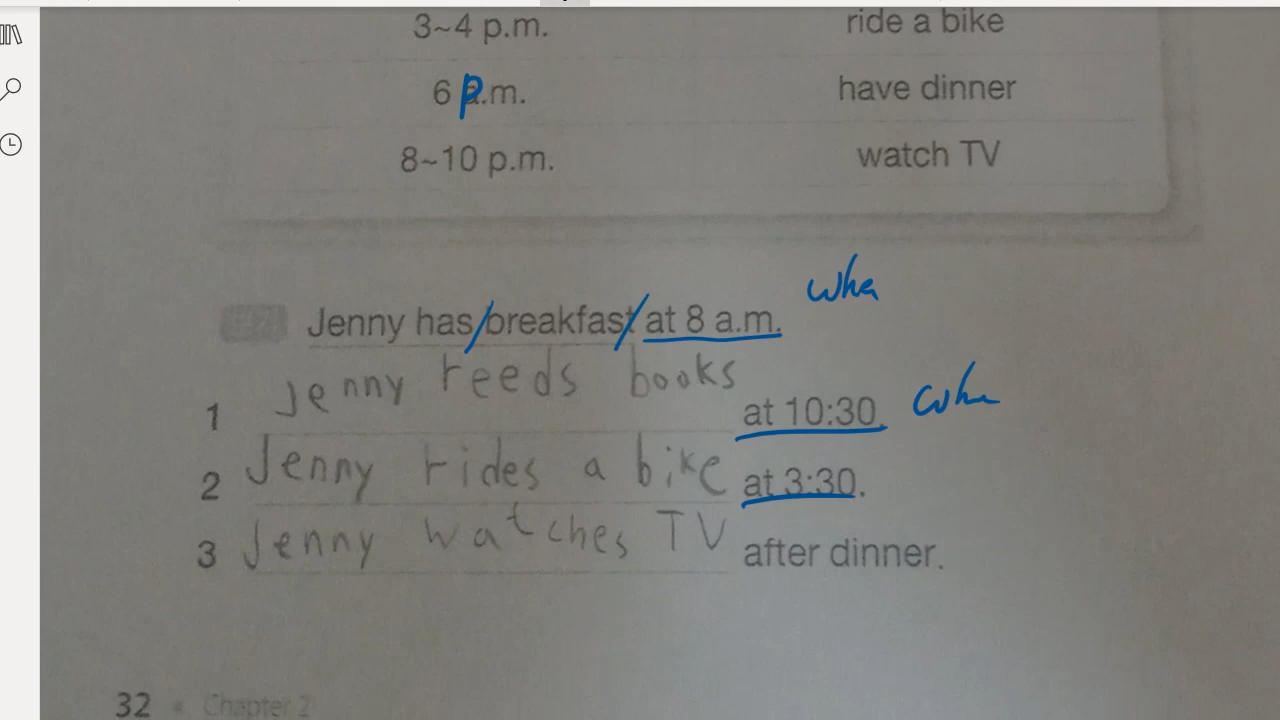 3~4 p.m. ride a bike
6 p.m. have dinner
8~10 p.m. watch TV
Jenny has/breakfast/at 8 a.m. wha
Jenny reeds books
1 at 10:30. wh
2 Jenny rides a bike at 3:30.
3 Jenny watches TV after dinner.
32 Chapter 2